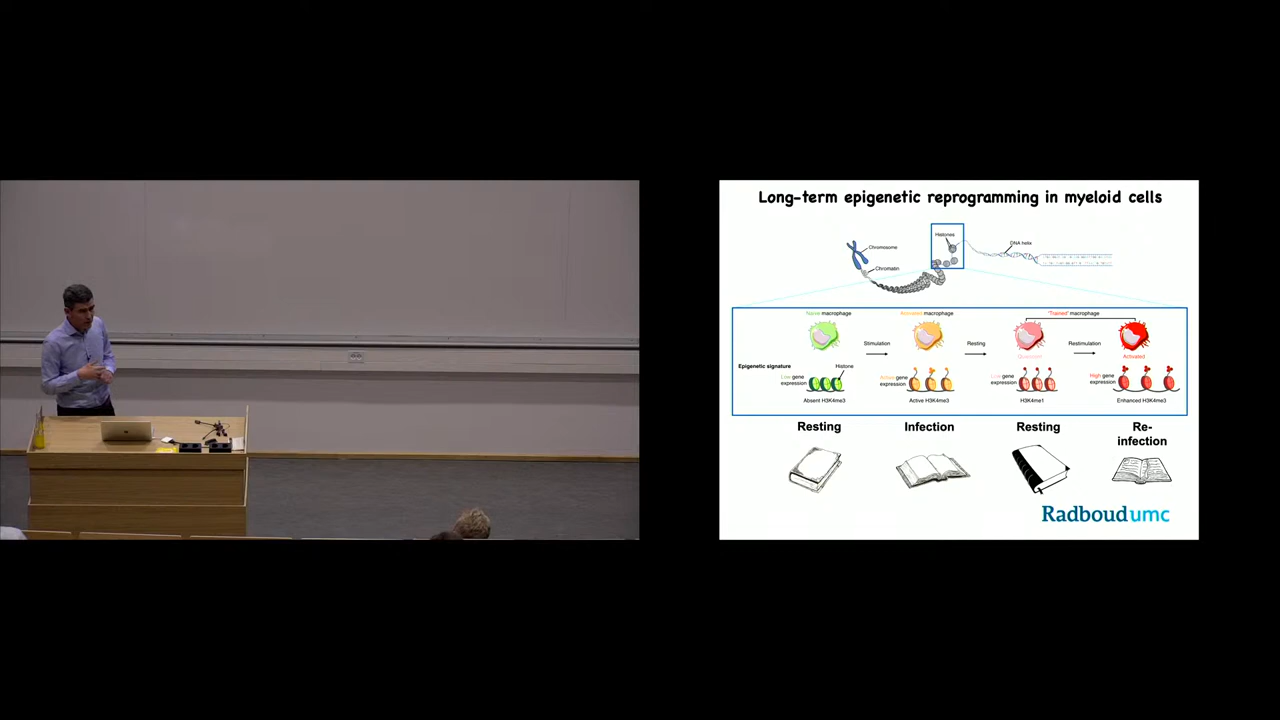 Long-term epigenetic reprogramming in myeloid cells
Histones
DNA helix
Chromosome
Chromatin
Naive macrophage
Activated macrophage
"Trained" macrophage
Stimulation
Resting
Restimulation
Quiescent
Activated
Epigenetic signature
Histone
Low gene
expression
Active gene
expression
Low gene
expression
High gene
expression
Absent H3K4me3
Active H3K4me3
H3K4me1
Enhanced H3K4me3
Resting
Infection
Resting
Re-
infection
Radboudumc